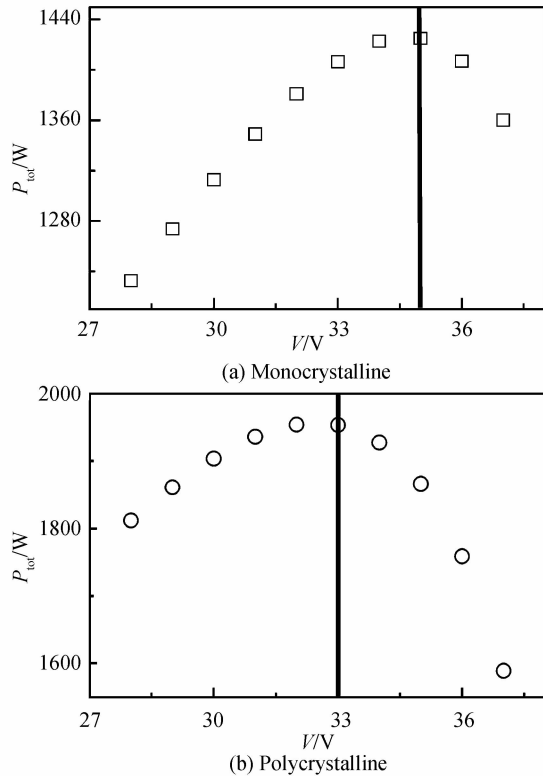 1440
1360
1280
P_tot/W
27
30
33
36
V/V
(a) Monocrystalline
2000
1800
1600
P_tot/W
27
30
33
36
V/V
(b) Polycrystalline